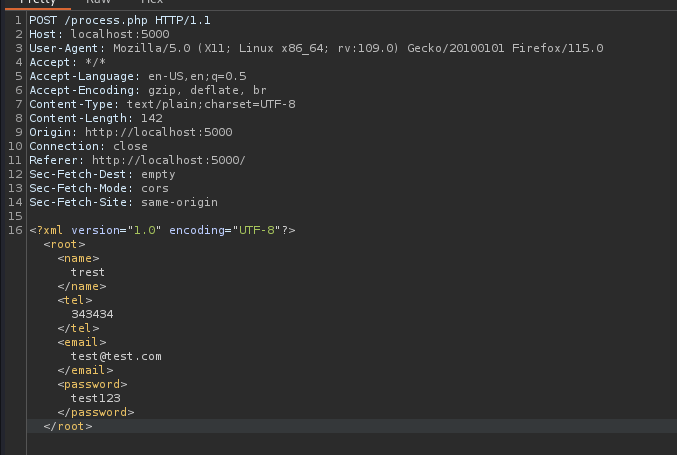 Pretty Raw Hex
1 POST /process.php HTTP/1.1
2 Host: localhost:5000
3 User-Agent: Mozilla/5.0 (X11; Linux x86_64; rv:109.0) Gecko/20100101 Firefox/115.0
4 Accept: */*
5 Accept-Language: en-US,en;q=0.5
6 Accept-Encoding: gzip, deflate, br
7 Content-Type: text/plain;charset=UTF-8
8 Content-Length: 142
9 Origin: http://localhost:5000
10 Connection: close
11 Referer: http://localhost:5000/
12 Sec-Fetch-Dest: empty
13 Sec-Fetch-Mode: cors
14 Sec-Fetch-Site: same-origin
15
16 <?xml version="1.0" encoding="UTF-8"?>
<root>
<name>
trest
</name>
<tel>
343434
</tel>
<email>
test@test.com
</email>
<password>
test123
</password>
</root>